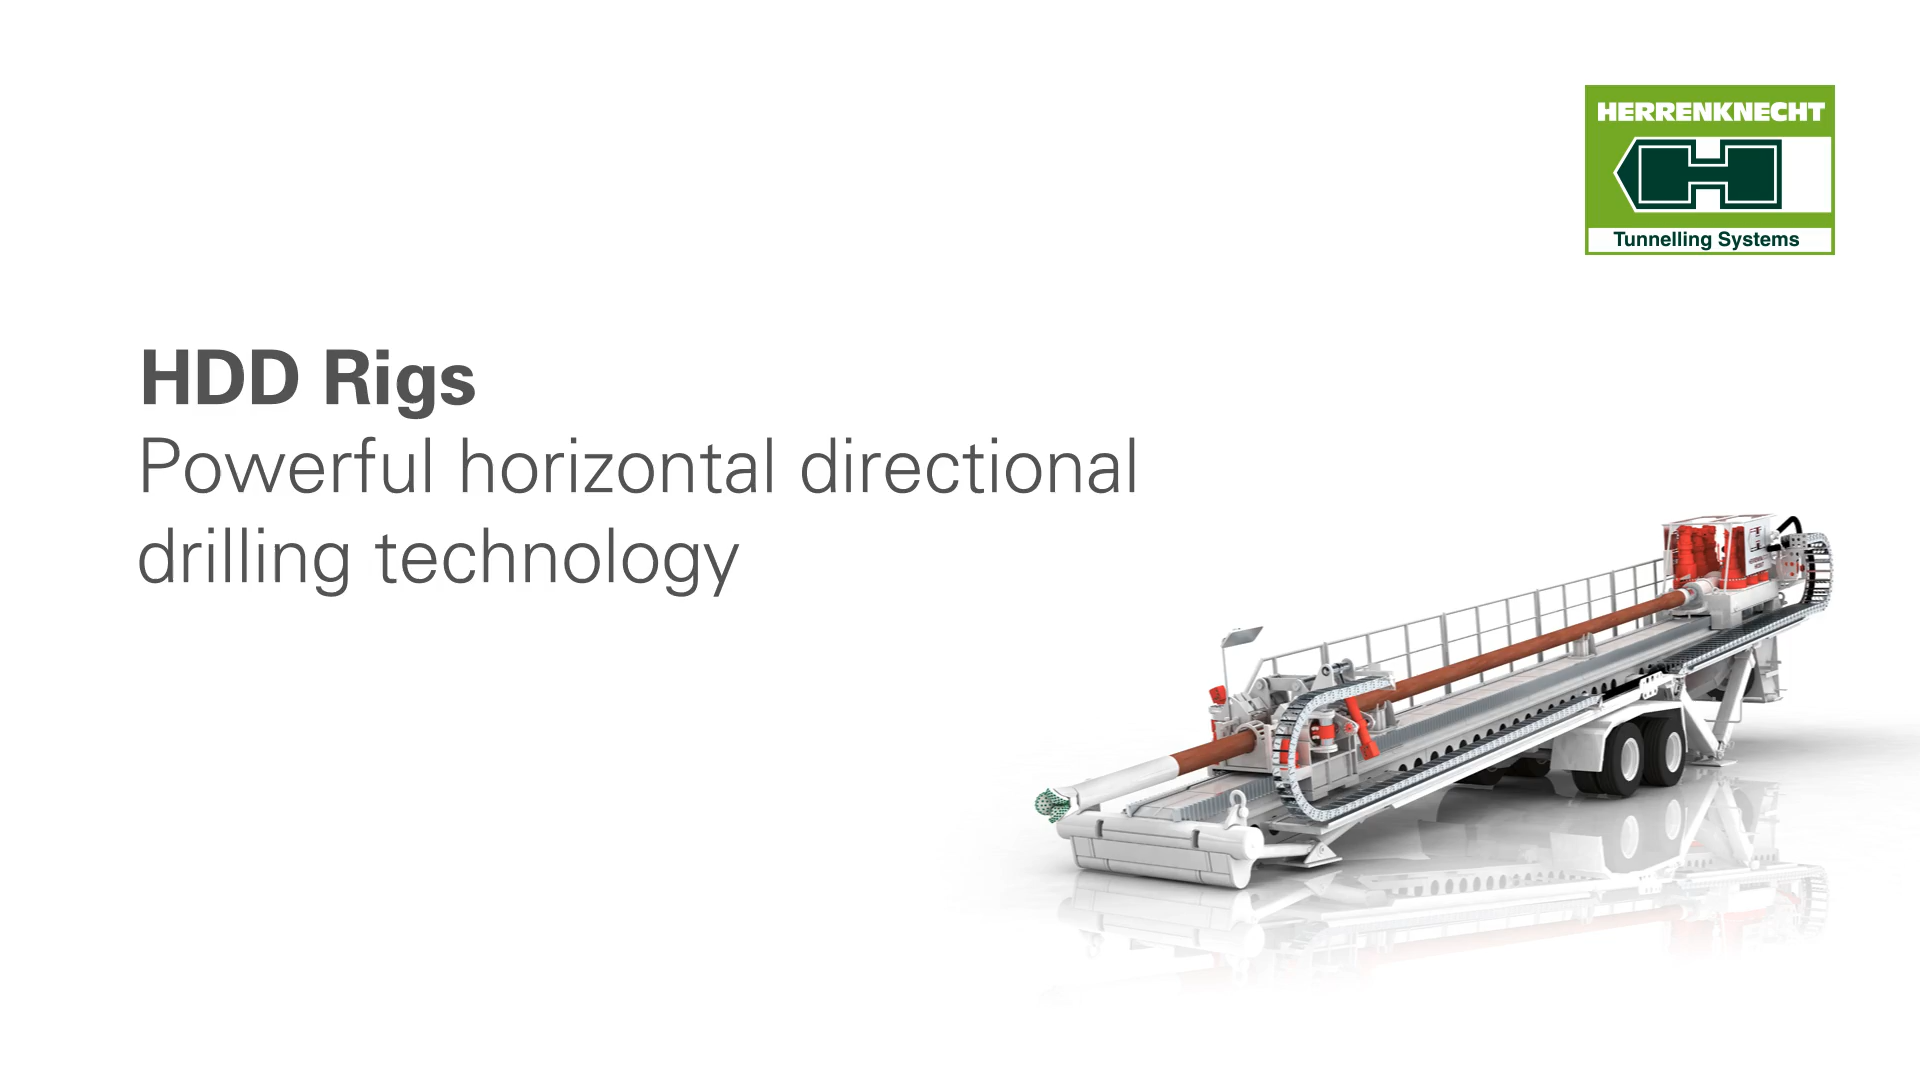 HERRENKNECHT
Tunnelling Systems
HDD Rigs
Powerful horizontal directional
drilling technology